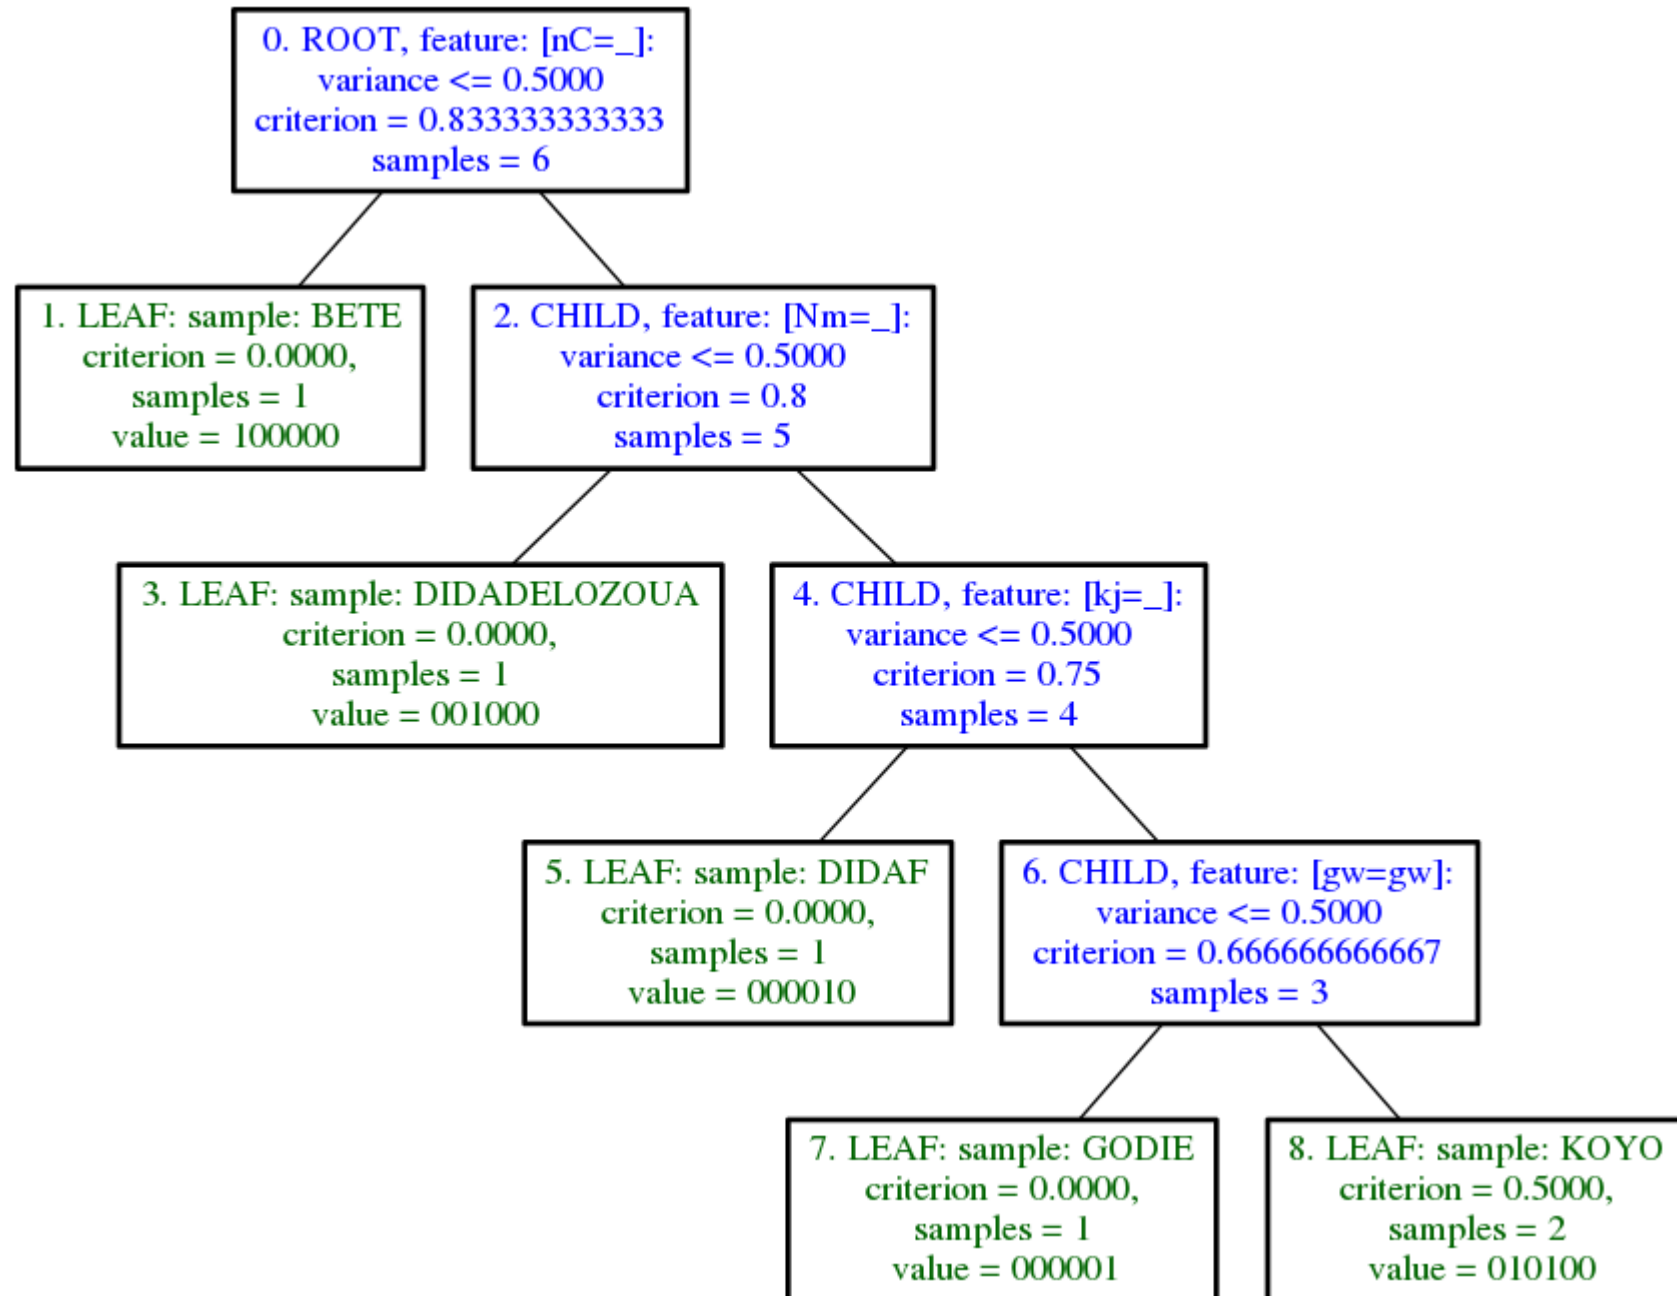 0. ROOT, feature: [nC=_]:
variance <= 0.5000
criterion = 0.833333333333
samples = 6
1. LEAF: sample: BETE
criterion = 0.0000,
samples = 1
value = 100000
2. CHILD, feature: [Nm=_]:
variance <= 0.5000
criterion = 0.8
samples = 5
3. LEAF: sample: DIDADELOZOUA
criterion = 0.0000,
samples = 1
value = 001000
4. CHILD, feature: [kj=_]:
variance <= 0.5000
criterion = 0.75
samples = 4
5. LEAF: sample: DIDAF
criterion = 0.0000,
samples = 1
value = 000010
6. CHILD, feature: [gw=gw]:
variance <= 0.5000
criterion = 0.666666666667
samples = 3
7. LEAF: sample: GODIE
criterion = 0.0000,
samples = 1
value = 000001
8. LEAF: sample: KOYO
criterion = 0.5000,
samples = 2
value = 010100